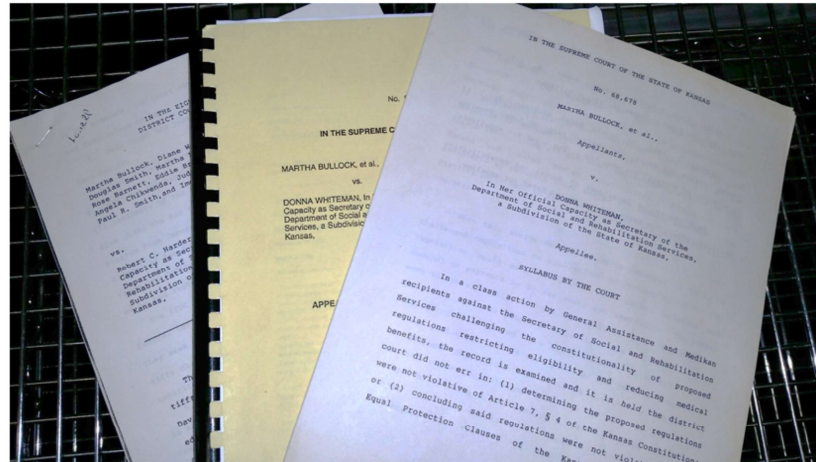 IN THE
DISTRICT COU
Martha Bullock, Diane W
Douglas Smith, Martha
Rose Barnett, Eddie B
Angela Chikwenda, Jud
Paul R. Smith, and
vs.
Robert C. Harder
Capacity as Sec
Department of
Rehabilitation
Subdivision o
Kansas,
No.
IN THE SUPREME C
MARTHA BULLOCK, et al.,
vs.
DONNA WHITEMAN, In
Capacity as Secretary o
Department of Social a
Services, a Subdivisio
Kansas,
APPE
IN THE SUPREME COURT OF THE STATE OF KANSAS
No. 68,678
MARTHA BULLOCK, et al.,
Appellants,
v.
DONNA WHITEMAN,
In Her Official Capacity as Secretary of the
Department of Social and Rehabilitation Services,
a Subdivision of the State of Kansas,
Appellee.
SYLLABUS BY THE COURT
In a class action by General Assistance and Medikan
recipients against the Secretary of Social and Rehabilitation
Services challenging the constitutionality of proposed
regulations restricting eligibility and reducing medical
benefits, the record is examined and it is held the district
court did not err in: (1) determining the proposed regulations
were not violative of Article 7, § 4 of the Kansas Constitution
or (2) concluding said regulations were not
Equal Protection Clauses of the